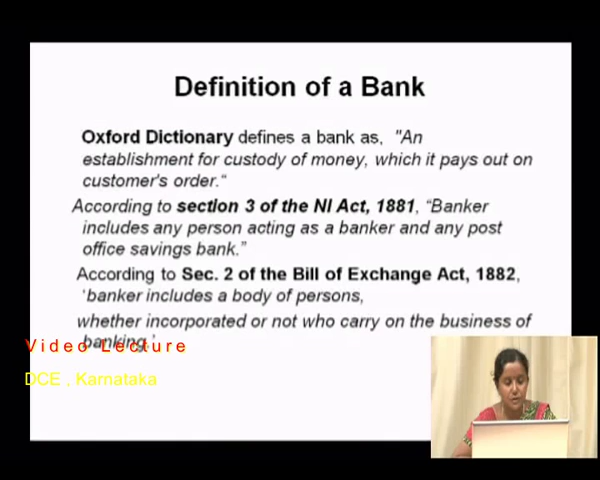 Definition of a Bank
Oxford Dictionary defines a bank as, "An
establishment for custody of money, which it pays out on
customer's order."
According to section 3 of the NI Act, 1881, "Banker
includes any person acting as a banker and any post
office savings bank."
According to Sec. 2 of the Bill of Exchange Act, 1882,
'banker includes a body of persons,
whether incorporated or not who carry on the business of
banking.'
Video Lecture
DCE , Karnataka